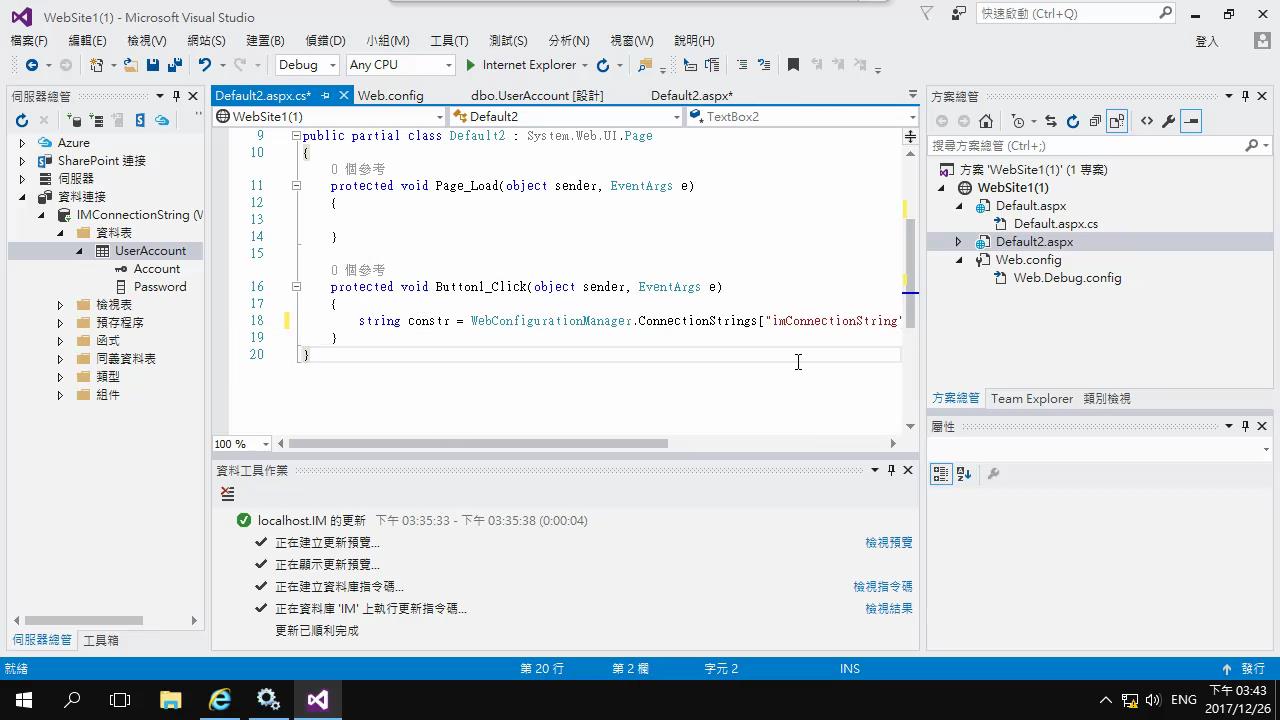 WebSite1(1) - Microsoft Visual Studio
快速啟動 (Ctrl+Q)
檔案(F) 編輯(E) 檢視(V) 網站(S) 建置(B) 偵錯(D) 小組(M) 工具(T) 測試(S) 分析(N) 視窗(W) 說明(H)
登入
Debug Any CPU Internet Explorer
伺服器總管
Azure
SharePoint 連接
伺服器
資料連接
IMConnectionString (W
資料表
UserAccount
Account
Password
檢視表
預存程序
函式
同義資料表
類型
組件
伺服器總管 工具箱
Default2.aspx.cs* Web.config dbo.UserAccount [設計] Default2.aspx*
WebSite1(1) Default2 TextBox2
9 public partial class Default2 : System.Web.UI.Page
10 {
0 個參考
11 protected void Page_Load(object sender, EventArgs e)
12 {
13
14 }
15
0 個參考
16 protected void Button1_Click(object sender, EventArgs e)
17 {
18 string constr = WebConfigurationManager.ConnectionStrings["imConnectionString"
19 }
20 }
100 %
資料工具作業
localhost.IM 的更新 下午 03:35:33 - 下午 03:35:38 (0:00:04)
正在建立更新預覽... 檢視預覽
正在顯示更新預覽...
正在建立資料庫指令碼... 檢視指令碼
正在資料庫 'IM' 上執行更新指令碼... 檢視結果
更新已順利完成
方案總管
搜尋方案總管 (Ctrl+;)
方案 'WebSite1(1)' (1 專案)
WebSite1(1)
Default.aspx
Default.aspx.cs
Default2.aspx
Web.config
Web.Debug.config
方案總管 Team Explorer 類別檢視
屬性
就緒 第 20 行 第 2 欄 字元 2 INS 發行
ENG
下午 03:43
2017/12/26